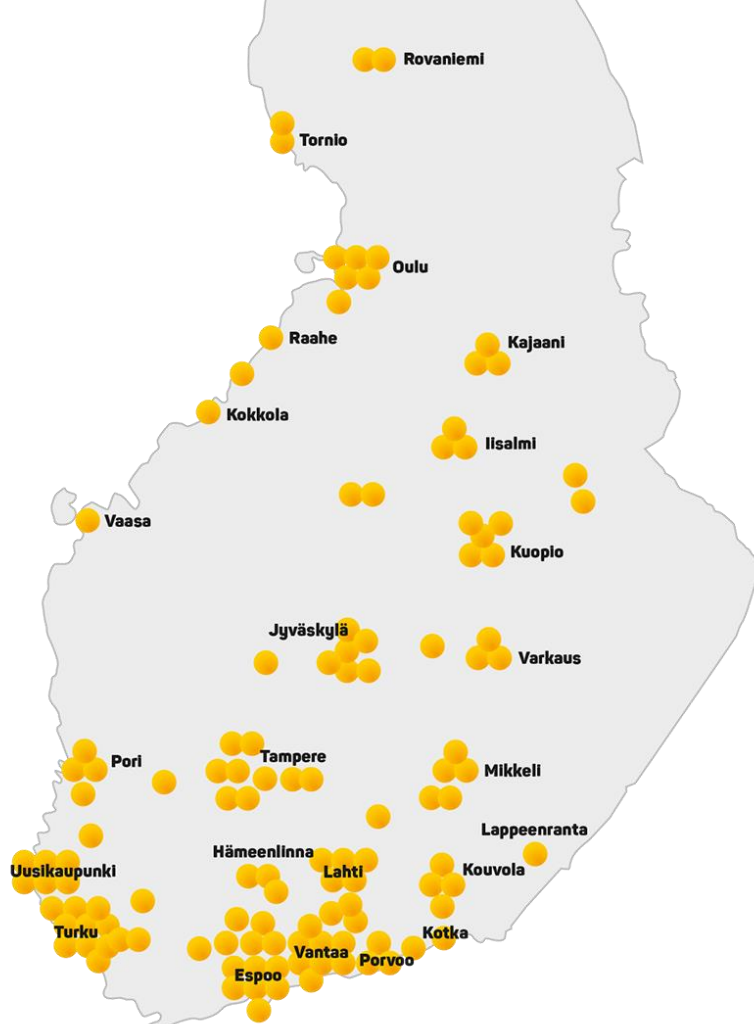 Rovaniemi
Tornio
Oulu
Raahe
Kajaani
Kokkola
Iisalmi
Vaasa
Kuopio
Jyväskylä
Varkaus
Pori
Tampere
Mikkeli
Lappeenranta
Hämeenlinna
Uusikaupunki
Lahti
Kouvola
Turku
Kotka
Vantaa
Porvoo
Espoo